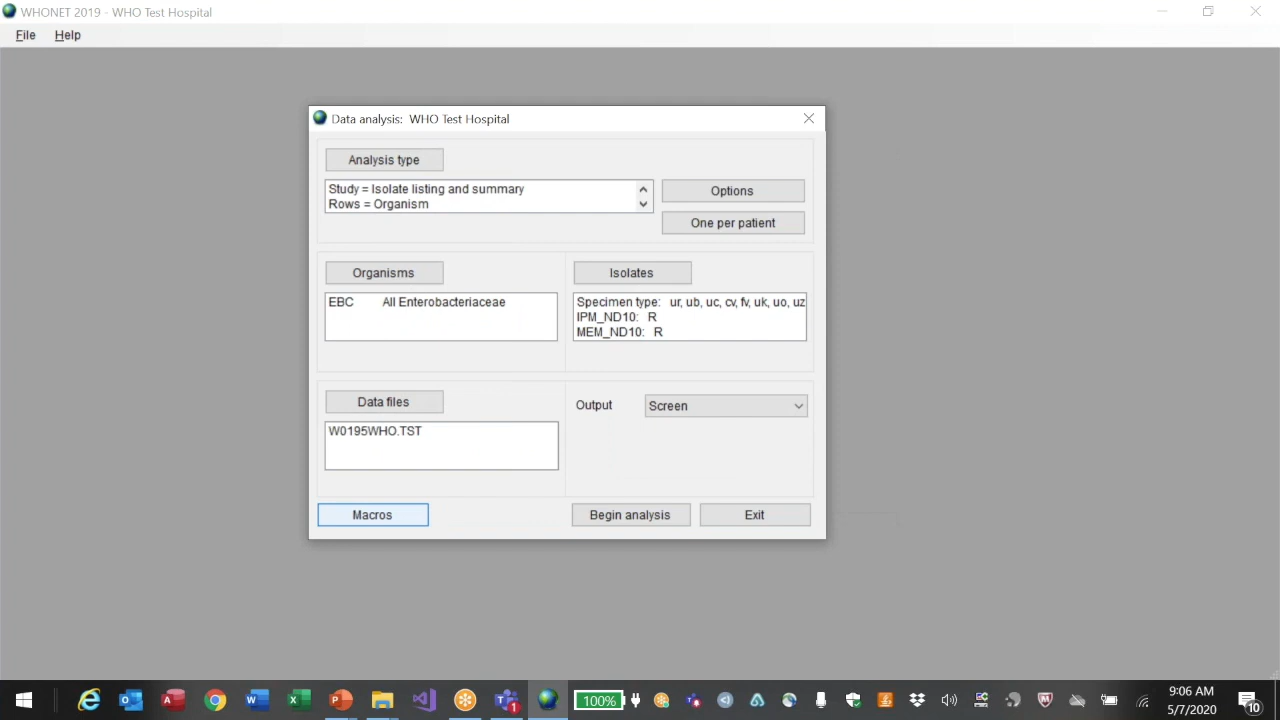 WHONET 2019 - WHO Test Hospital
File Help
Data analysis: WHO Test Hospital
Analysis type
Study = Isolate listing and summary
Rows = Organism
Options
One per patient
Organisms
EBC All Enterobacteriaceae
Isolates
Specimen type: ur, ub, uc, cv, fv, uk, uo, uz
IPM_ND10: R
MEM_ND10: R
Data files
W0195WHO.TST
Output Screen
Macros
Begin analysis
Exit
100%
1
9:06 AM
5/7/2020
10